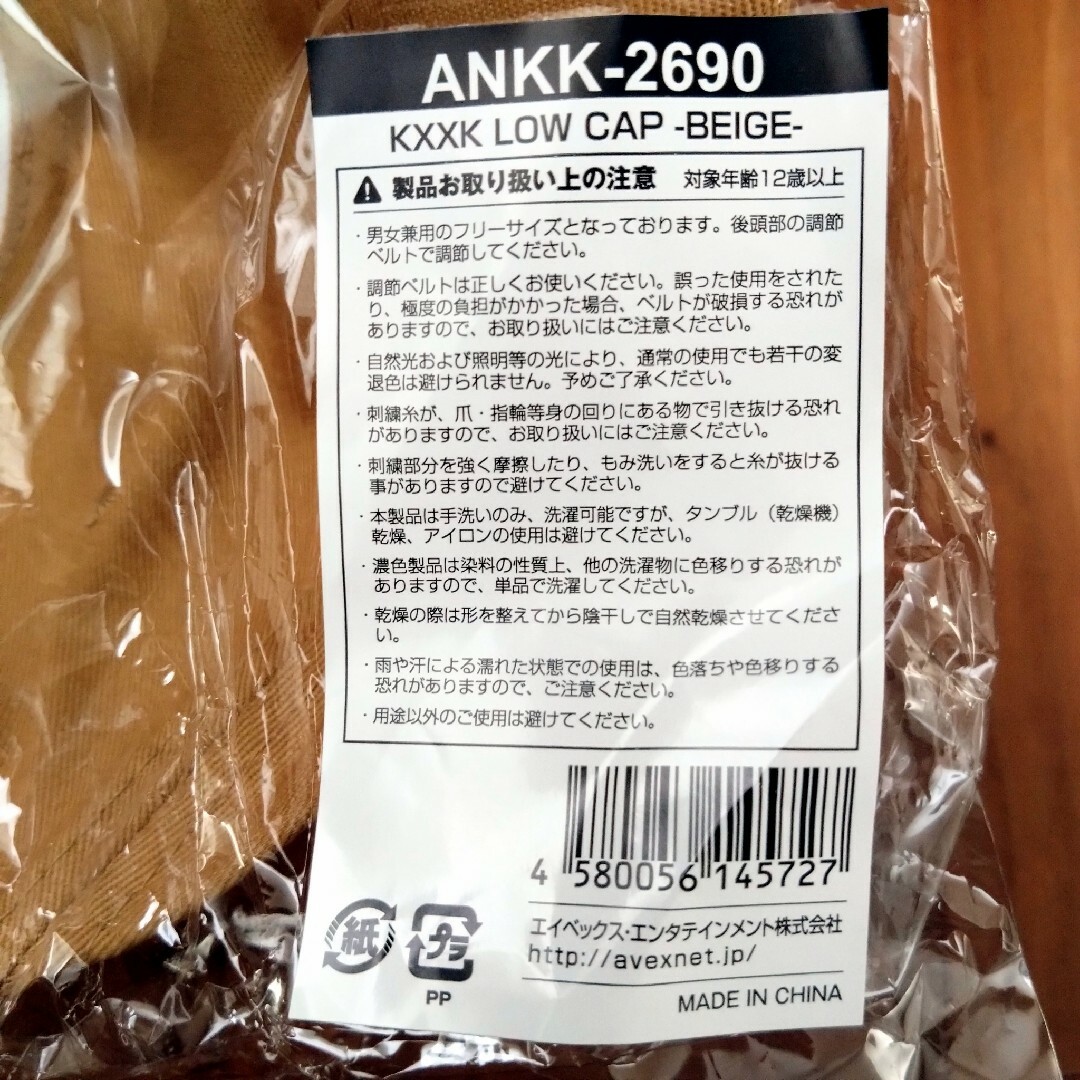 ANKK-2690
KXXK LOW CAP -BEIGE-
製品お取り扱い上の注意 対象年齢12歳以上
・男女兼用のフリーサイズとなっております。後頭部の調節
ベルトで調節してください。
・調節ベルトは正しくお使いください。誤った使用をされた
り、極度の負担がかかった場合、ベルトが破損する恐れが
ありますので、お取り扱いにはご注意ください。
・自然光および照明等の光により、通常の使用でも若干の変
退色は避けられません。予めご了承ください。
・刺繍糸が、爪・指輪等身の回りにある物で引き抜ける恐れ
がありますので、お取り扱いにはご注意ください。
・刺繍部分を強く摩擦したり、もみ洗いをすると糸が抜ける
事がありますので避けてください。
・本製品は手洗いのみ、洗濯可能ですが、タンブル（乾燥機）
乾燥、アイロンの使用は避けてください。
・濃色製品は染料の性質上、他の洗濯物に色移りする恐れが
ありますので、単品で洗濯してください。
・乾燥の際は形を整えてから陰干しで自然乾燥させてくださ
い。
・雨や汗による濡れた状態での使用は、色落ちや色移りする
恐れがありますので、ご注意ください。
・用途以外のご使用は避けてください。
4 580056 145727
紙 プラ
PP
エイベックス・エンタテインメント株式会社
http://avexnet.jp/
MADE IN CHINA